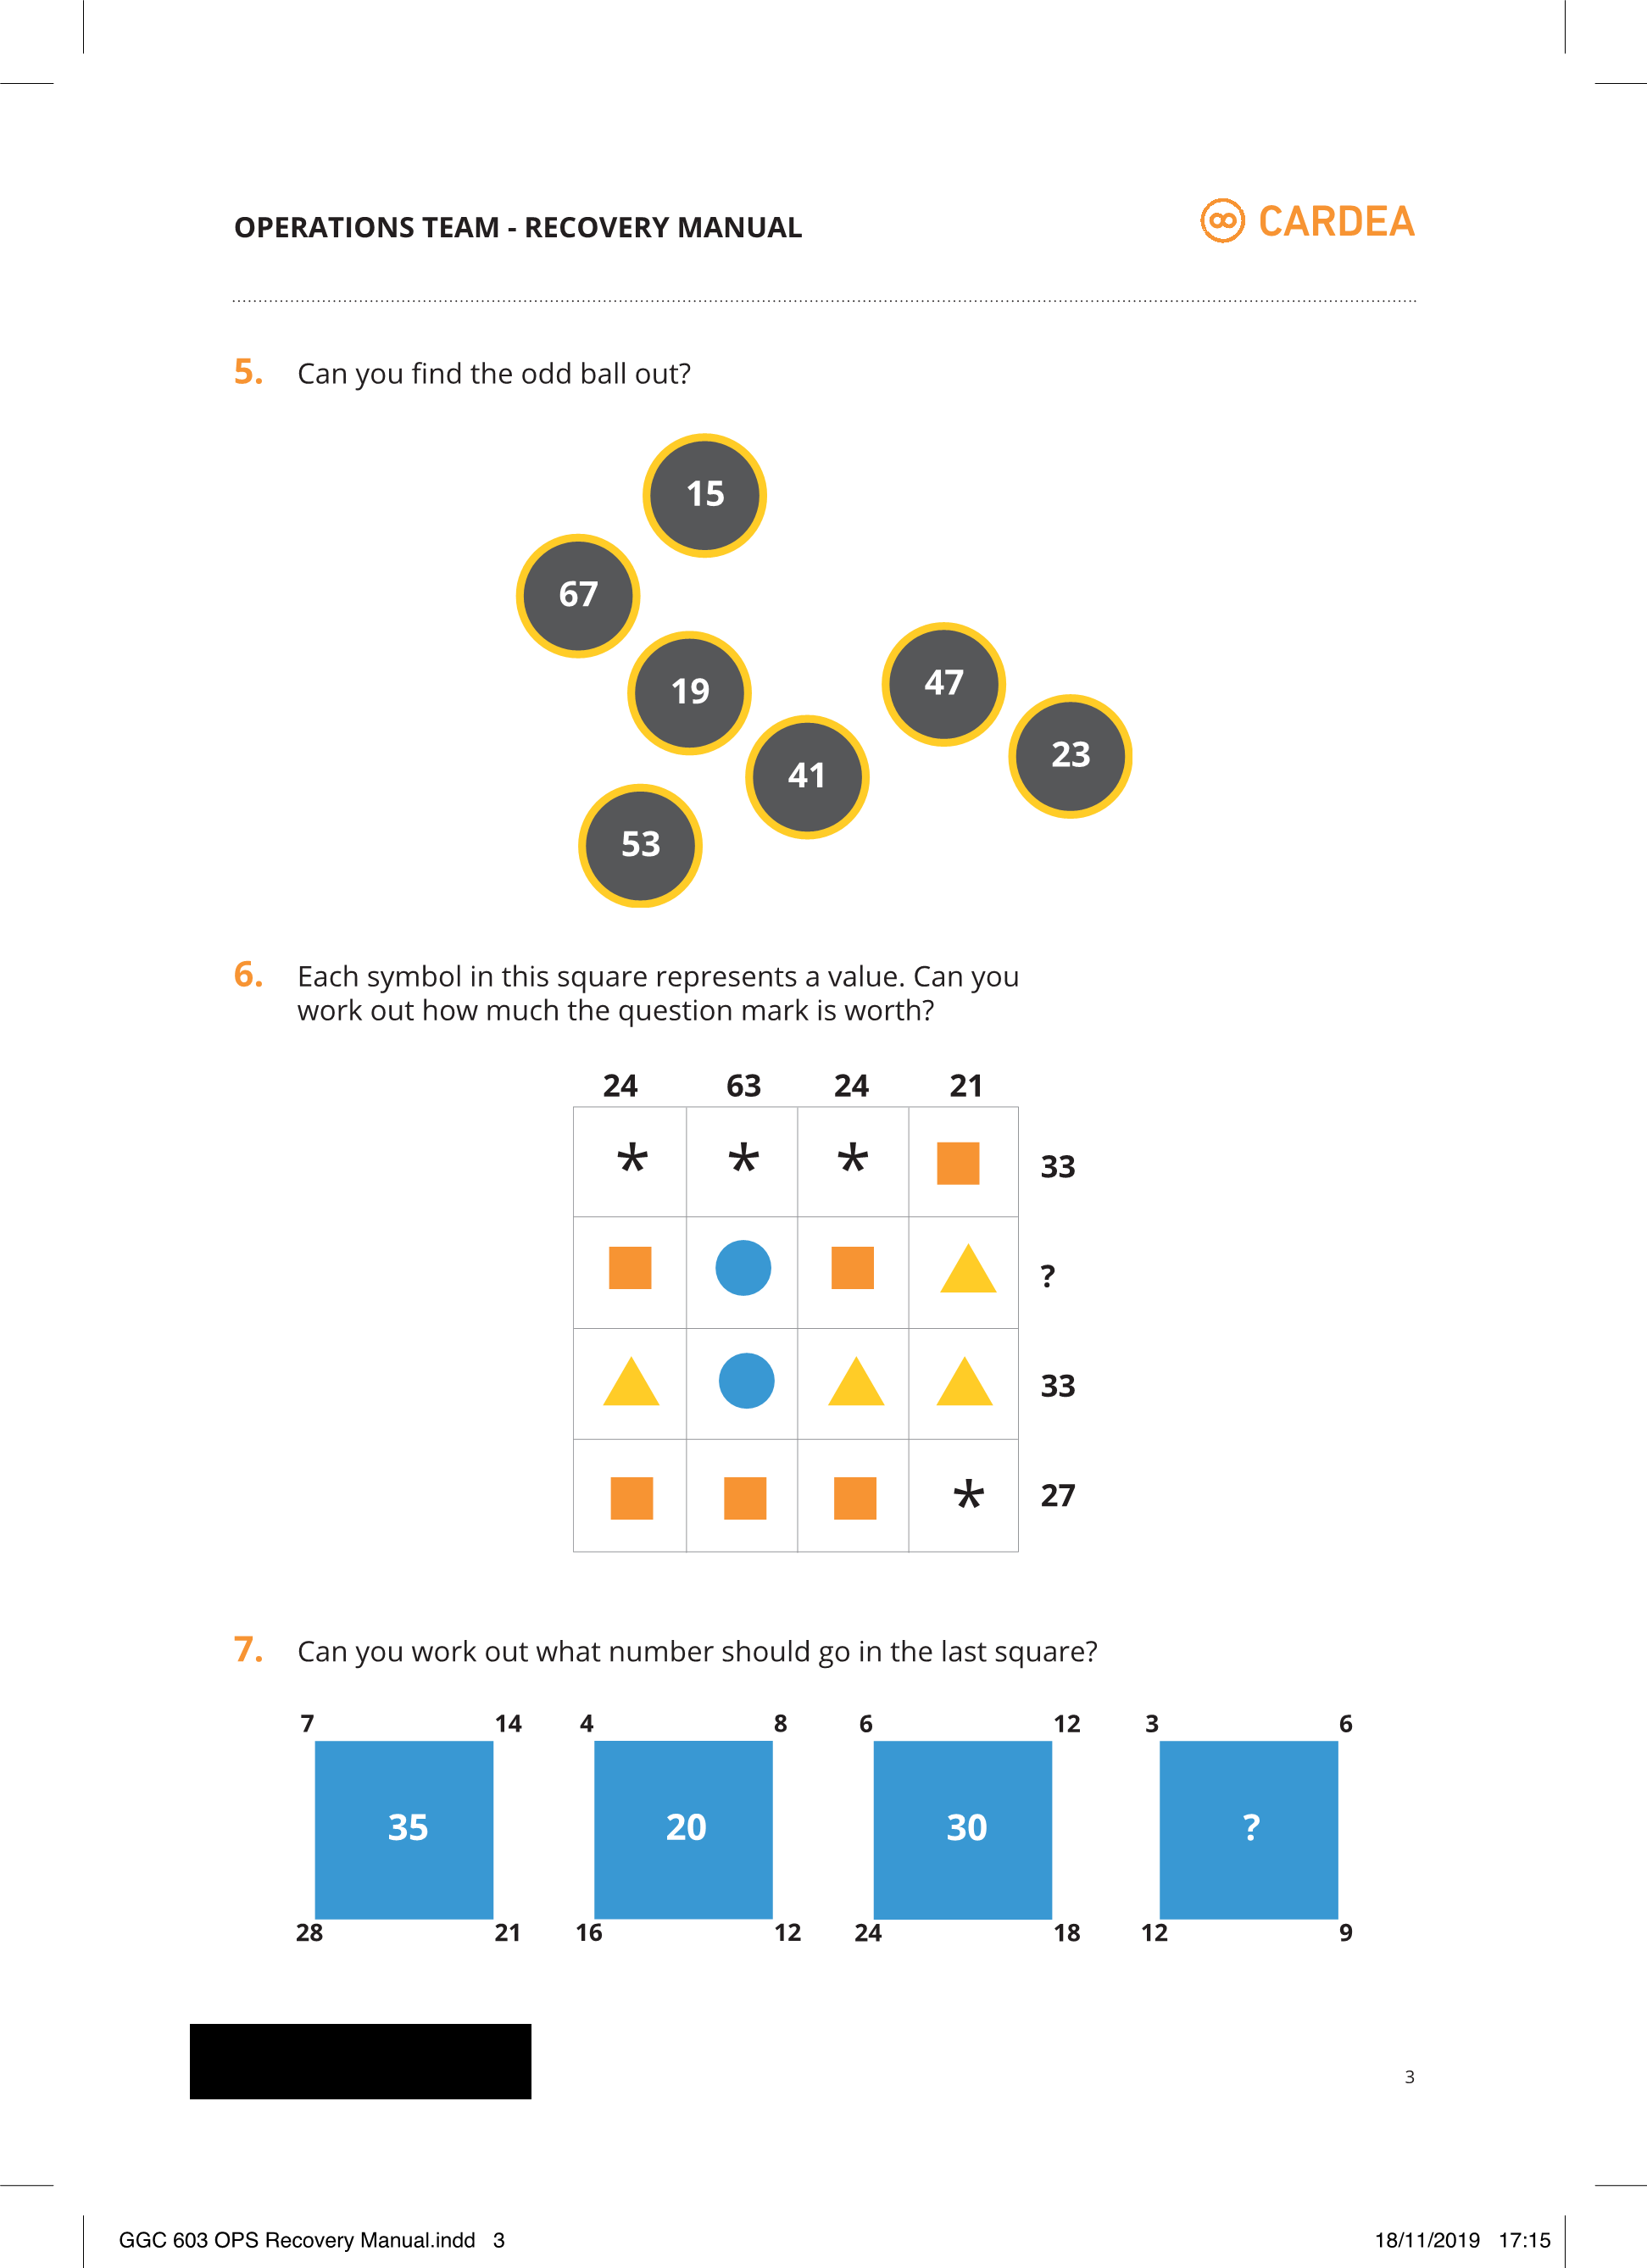 OPERATIONS TEAM - RECOVERY MANUAL
CARDEA
5. Can you find the odd ball out?
15
67
19
47
23
41
53
6. Each symbol in this square represents a value. Can you
work out how much the question mark is worth?
24 63 24 21
* * * 33
?
33
* 27
7. Can you work out what number should go in the last square?
7 14 4 8 6 12 3 6
35 20 30 ?
28 21 16 12 24 18 12 9
3
GGC 603 OPS Recovery Manual.indd 3
18/11/2019 17:15